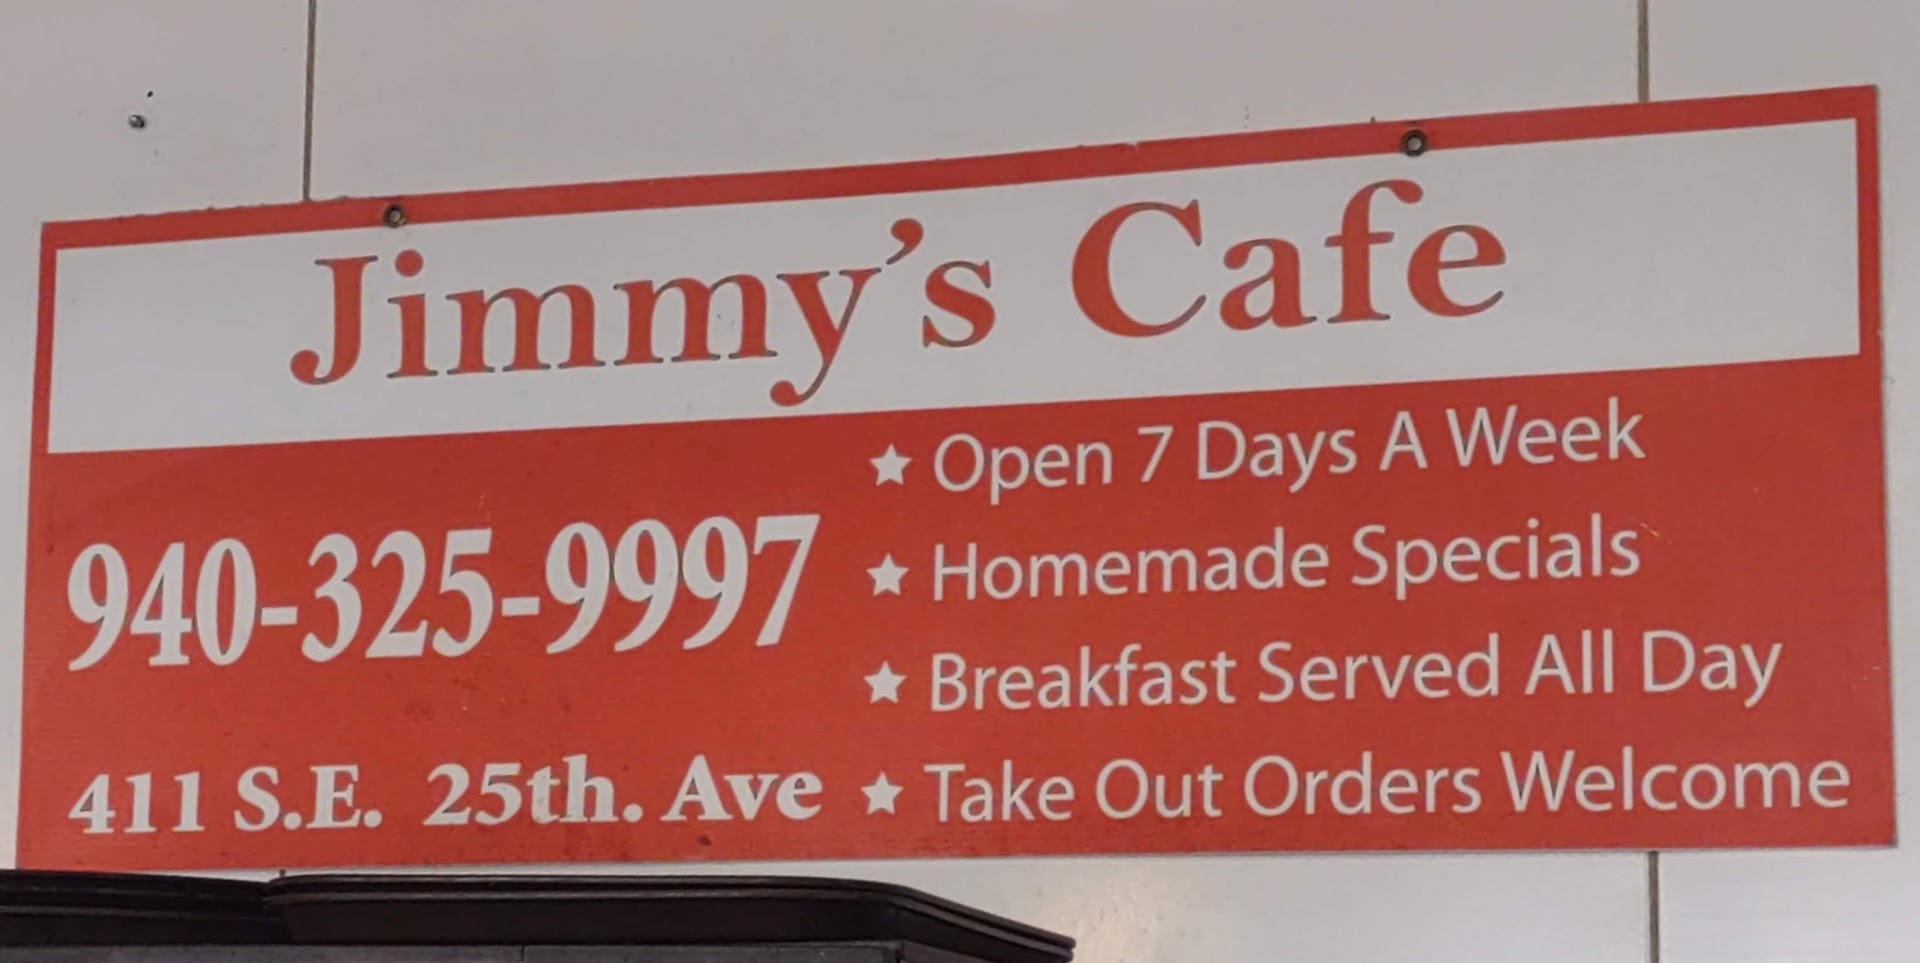 Jimmy's Cafe
940-325-9997
411 S.E. 25th. Ave
★ Open 7 Days A Week
★ Homemade Specials
★ Breakfast Served All Day
★ Take Out Orders Welcome